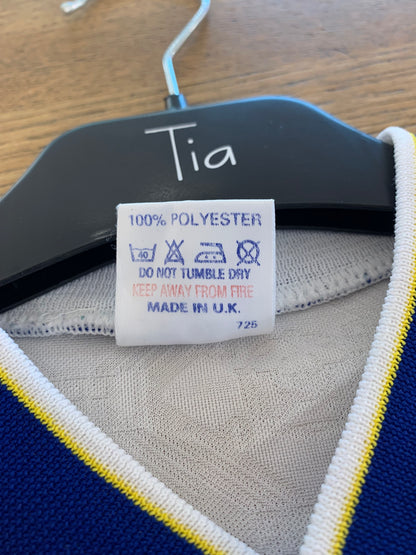 Tia
100% POLYESTER
40
DO NOT TUMBLE DRY
KEEP AWAY FROM FIRE
MADE IN U.K.
725